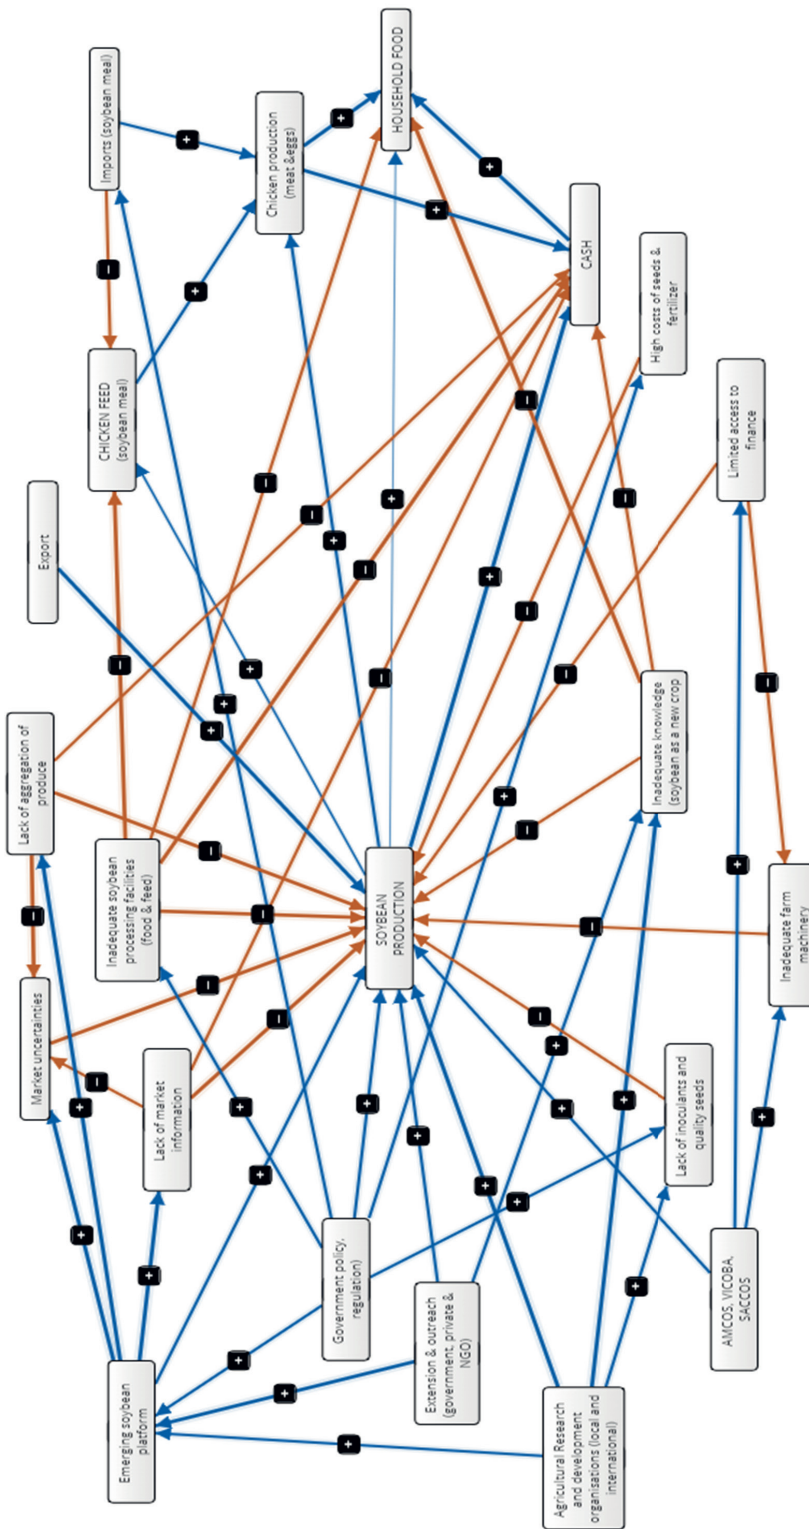 Market uncertainties
Lack of aggregation of
produce
Export
Emerging soybean
platform
Lack of market
information
Inadequate soybean
processing facilities
(food & feed)
CHICKEN FEED
(soybean meal)
Imports (soybean meal)
Chicken production
(meat &eggs)
Government policy,
regulation)
SOYBEAN
PRODUCTION
HOUSEHOLD FOOD
Extension & outreach
(government, private &
NGO)
Agricultural Research
and development
organisations (local and
international)
CASH
Lack of inoculants and
quality seeds
Inadequate knowledge
(soybean as a new crop
High costs of seeds &
fertilizer
AMCOS, VICOBA,
SACCOS
Inadequate farm
machinery
Limited access to
finance